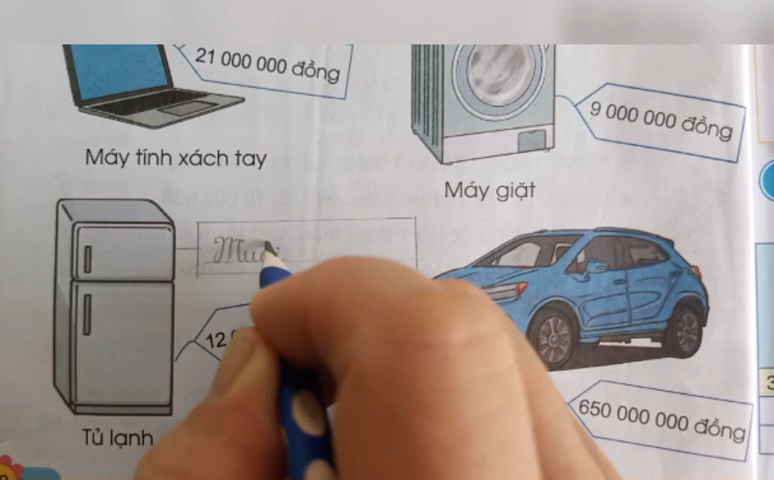 21 000 000 đồng
9 000 000 đồng
Máy tính xách tay
Máy giặt
12
650 000 000 đồng
Tủ lạnh